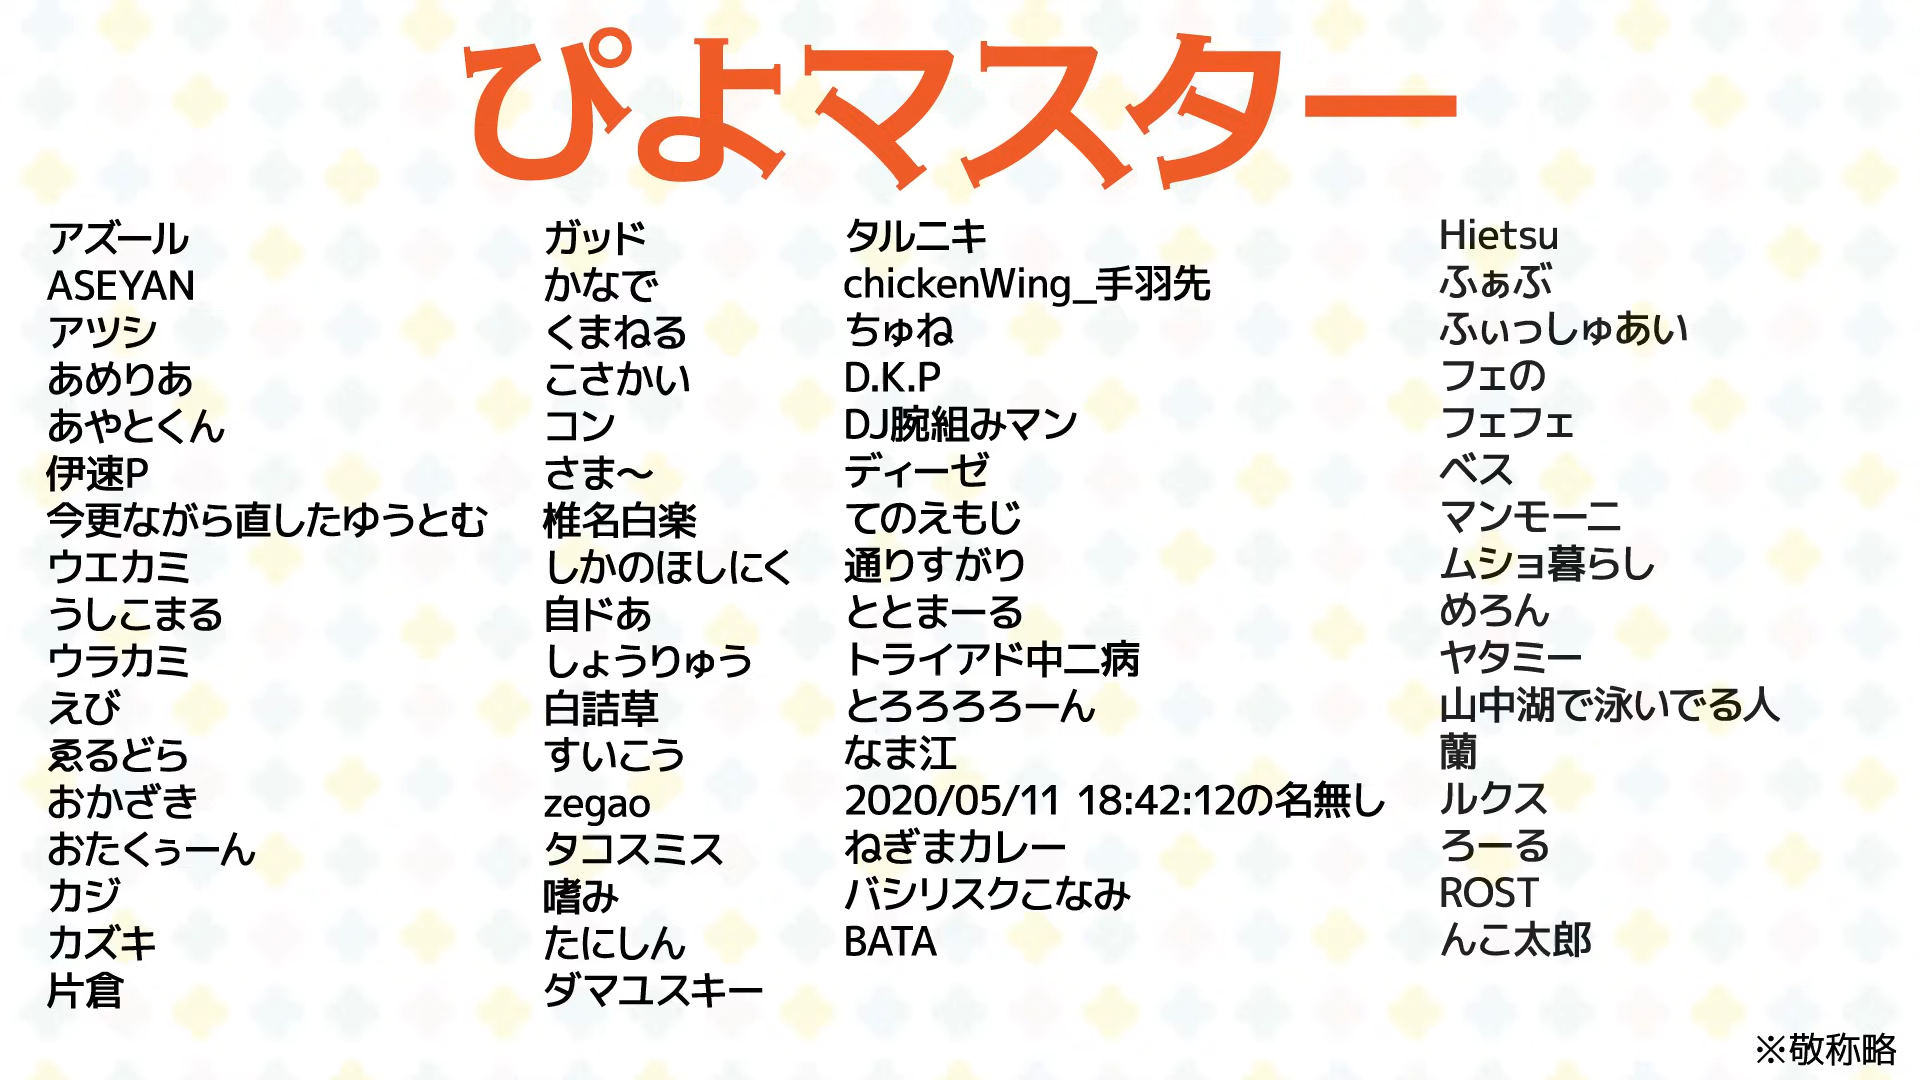 ぴよマスター
アズール
ASEYAN
アツシ
あめりあ
あやとくん
伊速P
今更ながら直したゆうとむ
ウエカミ
うしこまる
ウラカミ
えび
ゑるどら
おかざき
おたくぅーん
カジ
カズキ
片倉
ガッド
かなで
くまねる
こさかい
コン
さま～
椎名白楽
しかのほしにく
自ドあ
しょうりゅう
白詰草
すいこう
zegao
タコスミス
嗜み
たにしん
ダマユスキー
タルニキ
chickenWing_手羽先
ちゅね
D.K.P
DJ腕組みマン
ディーゼ
てのえもじ
通りすがり
ととまーる
トライアド中二病
とろろろろーん
なま江
2020/05/11 18:42:12の名無し
ねぎまカレー
バシリスクこなみ
BATA
Hietsu
ふぁぶ
ふぃっしゅあい
フェの
フェフェ
ベス
マンモーニ
ムショ暮らし
めろん
ヤタミー
山中湖で泳いでる人
蘭
ルクス
ろーる
ROST
んこ太郎
※敬称略